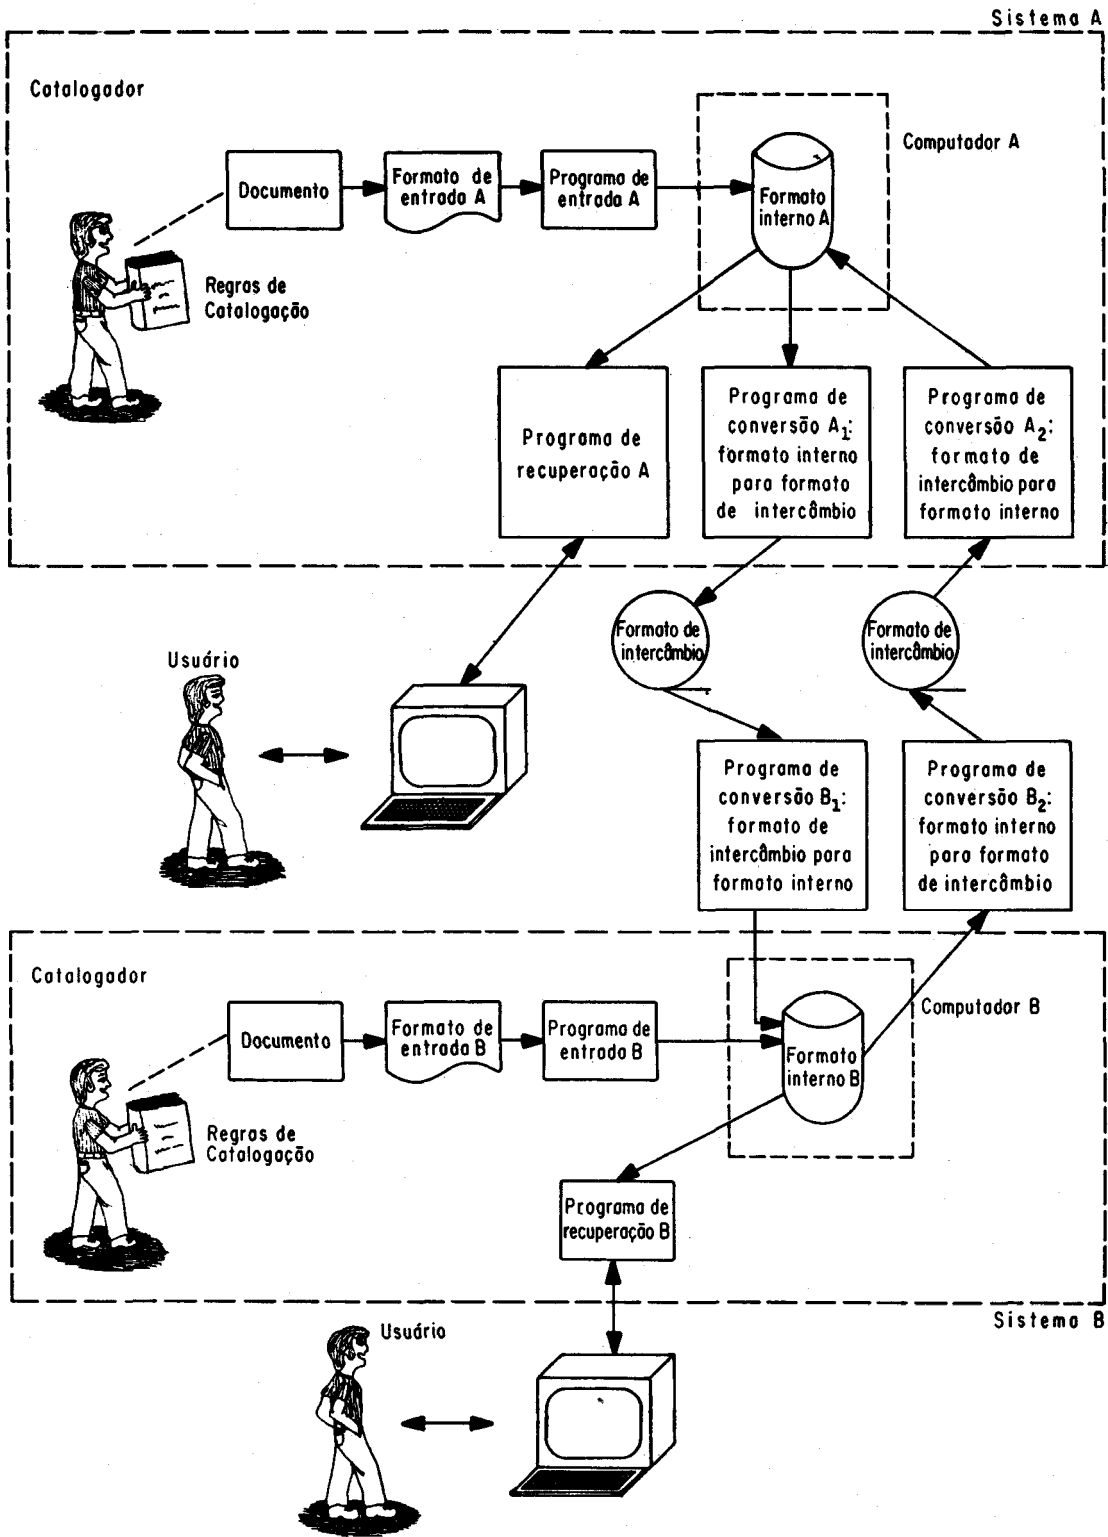 Sistema A
Catalogador
Documento
Formato de
entrada A
Programa de
entrada A
Formato
interno A
Computador A
Regras de
Catalogação
Programa de
recuperação A
Programa de
conversão A1:
formato interno
para formato
de intercâmbio
Programa de
conversão A2:
formato de
intercâmbio para
formato interno
Formato de
intercâmbio
Formato de
intercâmbio
Usuário
Programa de
conversão B1:
formato de
intercâmbio para
formato interno
Programa de
conversão B2:
formato interno
para formato
de intercâmbio
Catalogador
Documento
Formato de
entrada B
Programa de
entrada B
Formato
interno B
Computador B
Regras de
Catalogação
Programa de
recuperação B
Sistema B
Usuário